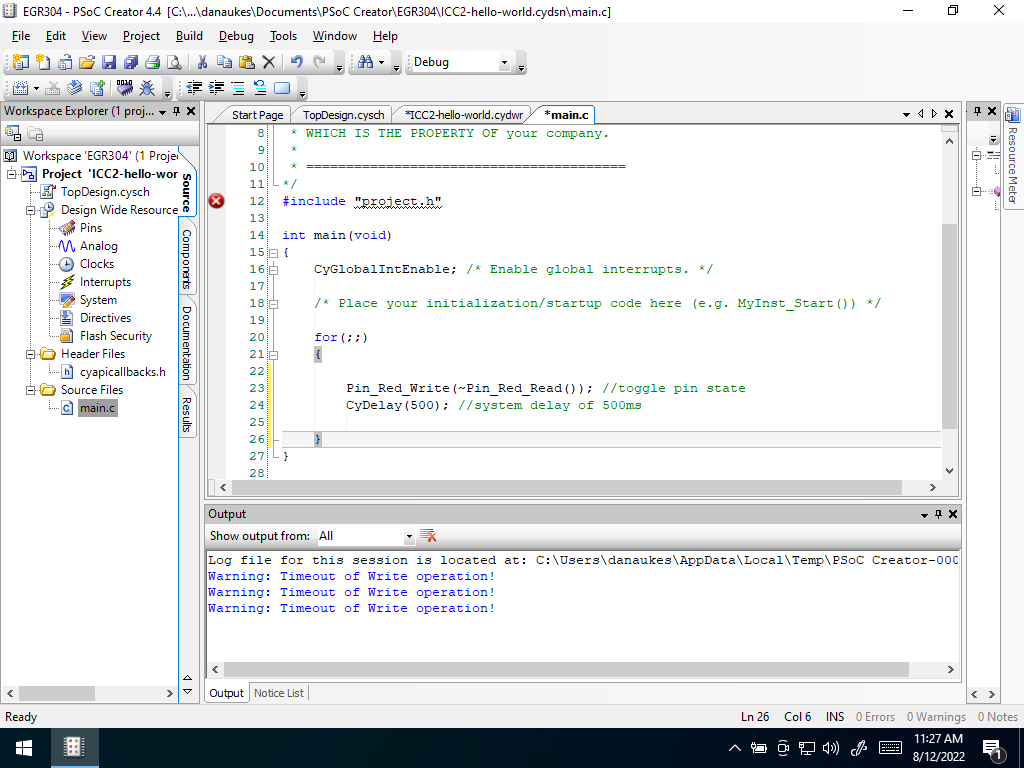 EGR304 - PSoC Creator 4.4 [C:\...\danaukes\Documents\PSoC Creator\EGR304\ICC2-hello-world.cydsn\main.c]
File Edit View Project Build Debug Tools Window Help
Debug
Workspace Explorer (1 proj...
Workspace 'EGR304' (1 Proje
Project 'ICC2-hello-wor
TopDesign.cysch
Design Wide Resource
Pins
Analog
Clocks
Interrupts
System
Directives
Flash Security
Header Files
cyapicallbacks.h
Source Files
main.c
Source
Components
Documentation
Results
Start Page TopDesign.cysch *ICC2-hello-world.cydwr *main.c
8 * WHICH IS THE PROPERTY OF your company.
9 *
10 * ========================================
11 */
12 #include "project.h"
13
14 int main(void)
15 {
16 CyGlobalIntEnable; /* Enable global interrupts. */
17
18 /* Place your initialization/startup code here (e.g. MyInst_Start()) */
19
20 for(;;)
21 {
22
23 Pin_Red_Write(~Pin_Red_Read()); //toggle pin state
24 CyDelay(500); //system delay of 500ms
25
26 }
27 }
28
Resource Meter
Output
Show output from: All
Log file for this session is located at: C:\Users\danaukes\AppData\Local\Temp\PSoC Creator-000
Warning: Timeout of Write operation!
Warning: Timeout of Write operation!
Warning: Timeout of Write operation!
Output Notice List
Ready Ln 26 Col 6 INS 0 Errors 0 Warnings 0 Notes
11:27 AM
8/12/2022
1